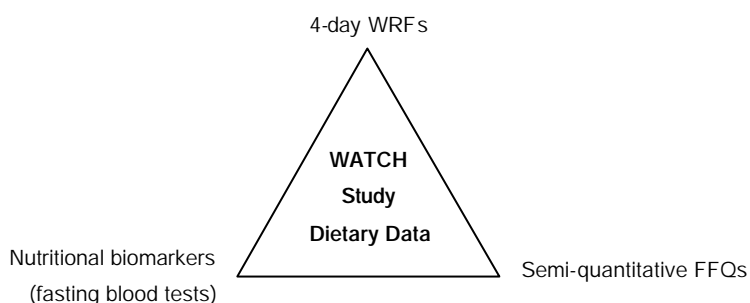 4-day WRFs
WATCH
Study
Dietary Data
Nutritional biomarkers
(fasting blood tests)
Semi-quantitative FFQs